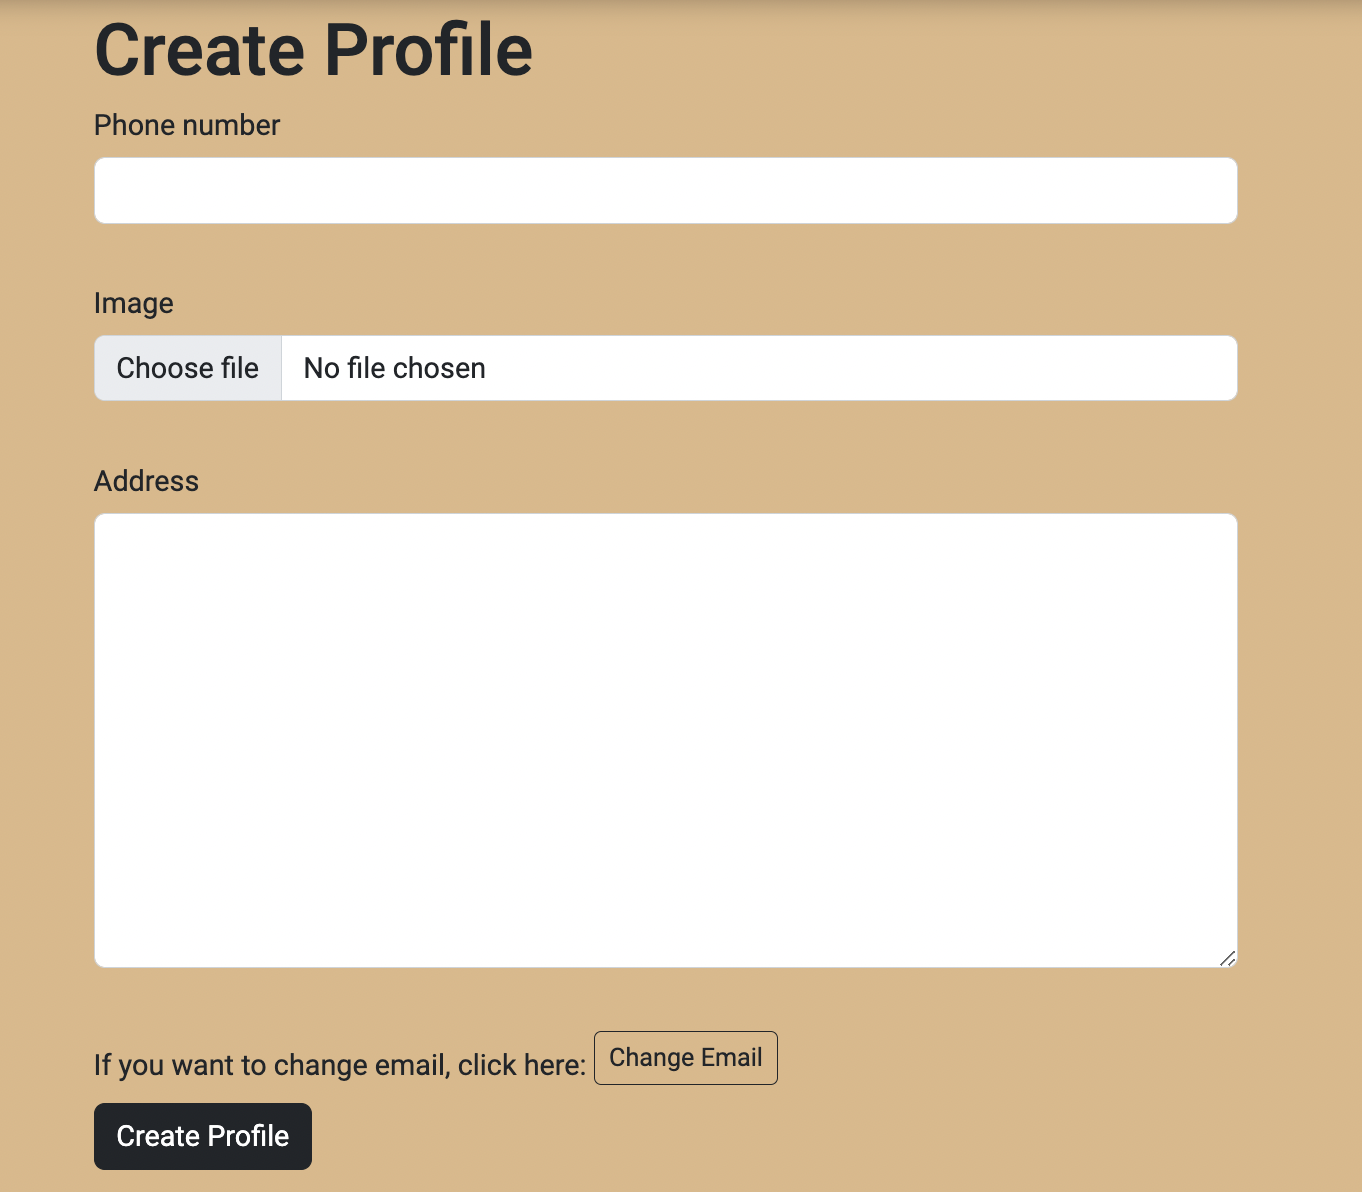 Create Profile
Phone number
Image
Choose file No file chosen
Address
If you want to change email, click here: Change Email
Create Profile